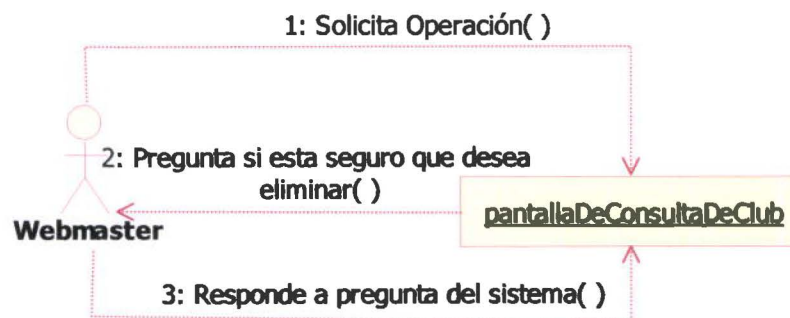 1: Solicita Operación( )
2: Pregunta si esta seguro que desea
eliminar( )
pantallaDeConsultaDeClub
Webmaster
3: Responde a pregunta del sistema( )